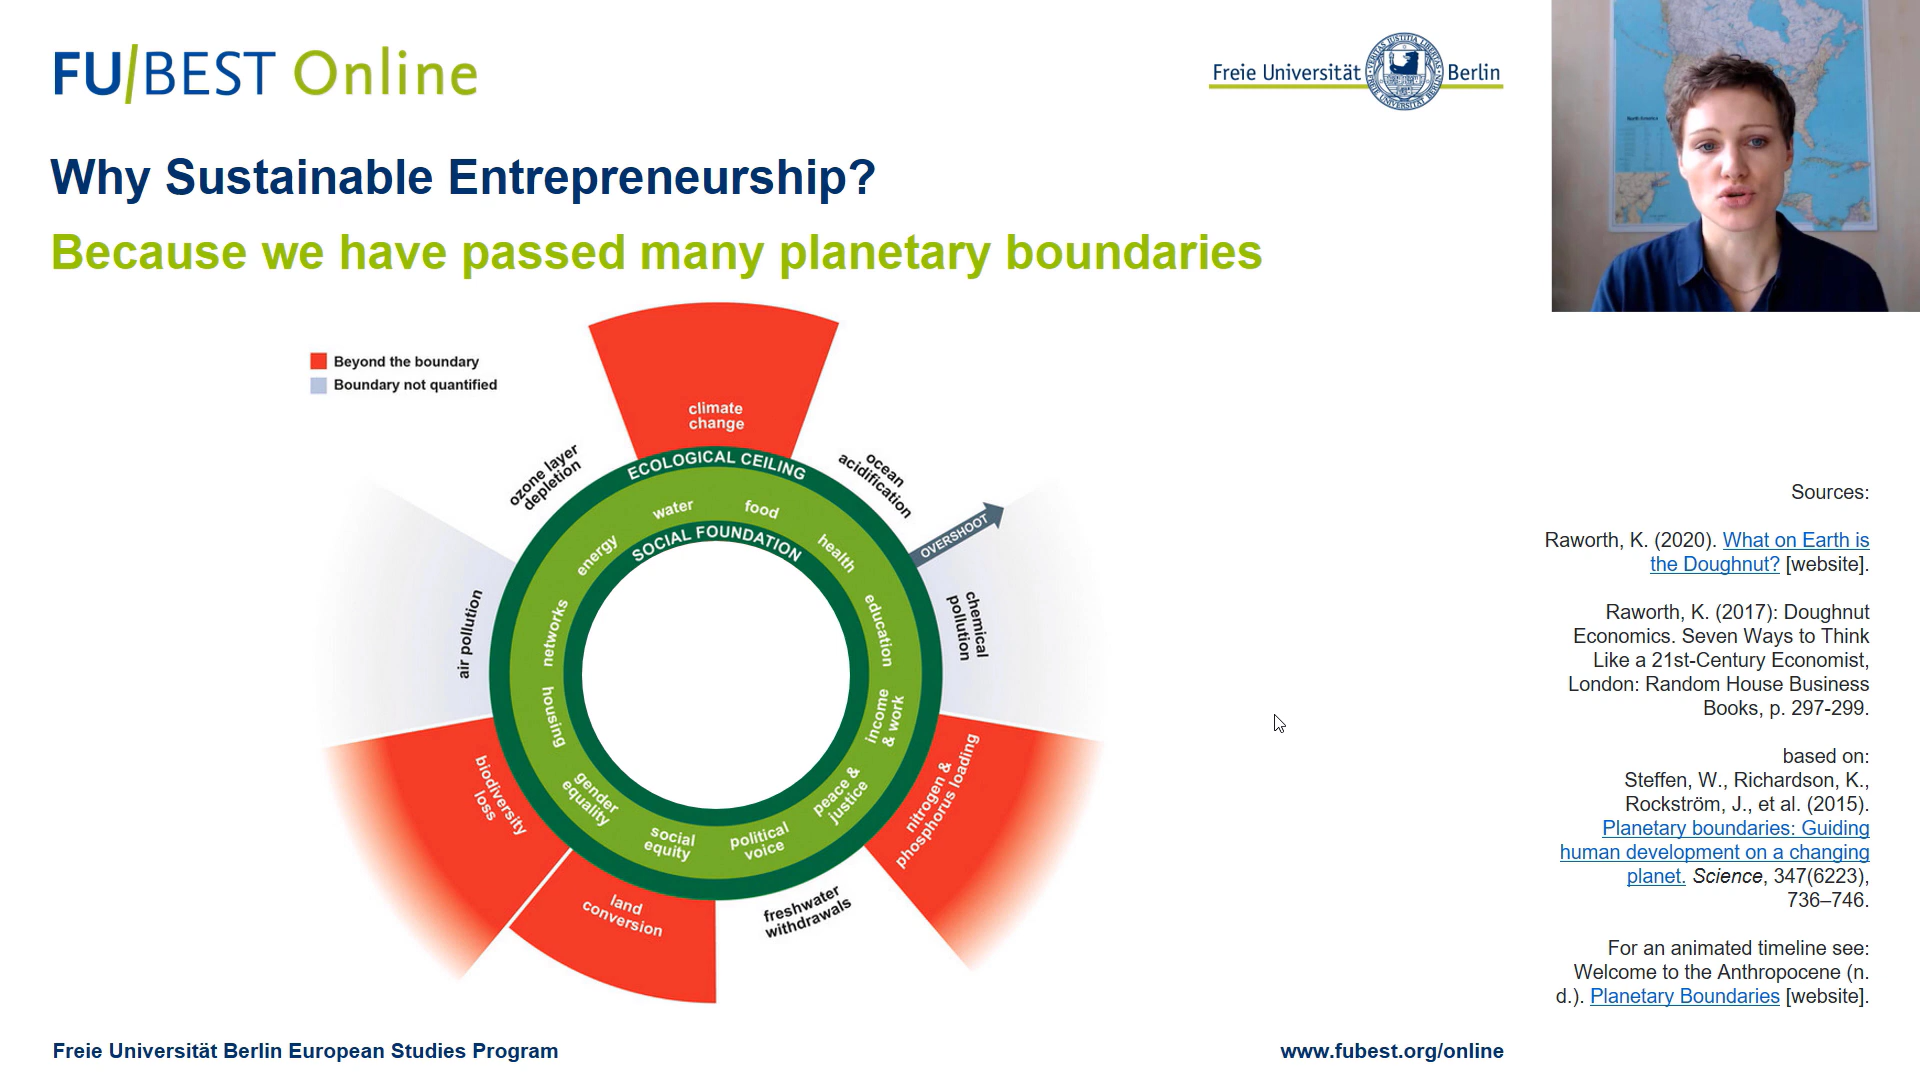 FU/BEST Online
Freie Universität Berlin
Why Sustainable Entrepreneurship?
Because we have passed many planetary boundaries
Beyond the boundary
Boundary not quantified
climate
change
ozone layer
depletion
ocean
acidification
ECOLOGICAL CEILING
water
food
energy
SOCIAL FOUNDATION
health
OVERSHOOT
networks
education
air pollution
chemical
pollution
housing
income
& work
biodiversity
loss
gender
equality
peace &
justice
nitrogen &
phosphorus loading
social
equity
political
voice
land
conversion
freshwater
withdrawals
Sources:
Raworth, K. (2020). What on Earth is
the Doughnut? [website].
Raworth, K. (2017): Doughnut
Economics. Seven Ways to Think
Like a 21st-Century Economist,
London: Random House Business
Books, p. 297-299.
based on:
Steffen, W., Richardson, K.,
Rockström, J., et al. (2015).
Planetary boundaries: Guiding
human development on a changing
planet. Science, 347(6223),
736–746.
For an animated timeline see:
Welcome to the Anthropocene (n.
d.). Planetary Boundaries [website].
Freie Universität Berlin European Studies Program
www.fubest.org/online